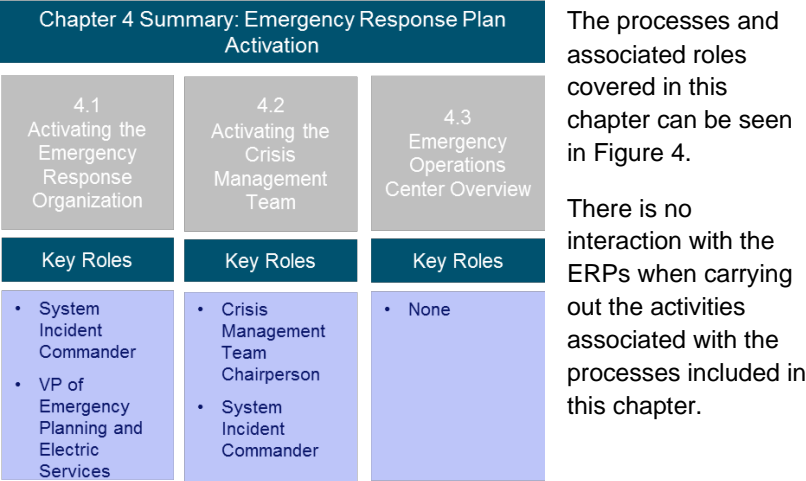 Chapter 4 Summary: Emergency Response Plan
Activation
4.1
Activating the
Emergency
Response
Organization
4.2
Activating the
Crisis
Management
Team
4.3
Emergency
Operations
Center Overview
Key Roles
Key Roles
Key Roles
• System
Incident
Commander
• VP of
Emergency
Planning and
Electric
Services
• Crisis
Management
Team
Chairperson
• System
Incident
Commander
• None
The processes and
associated roles
covered in this
chapter can be seen
in Figure 4.
There is no
interaction with the
ERPs when carrying
out the activities
associated with the
processes included in
this chapter.